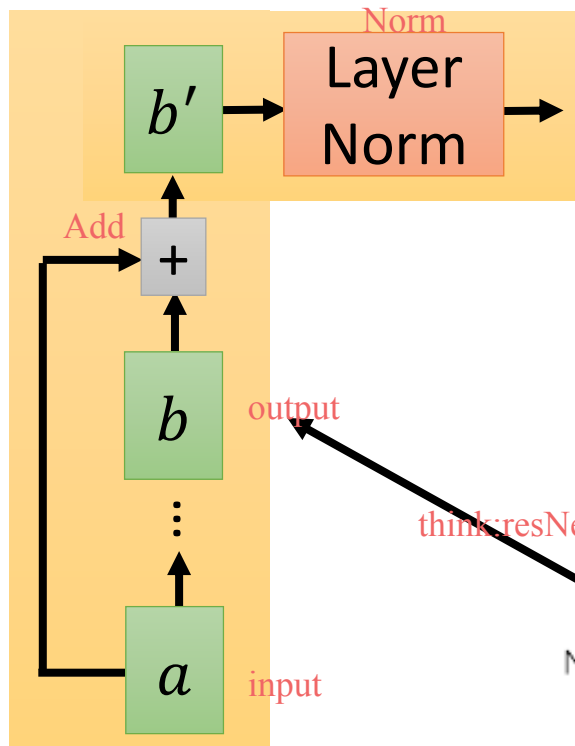 Norm
Layer
Norm
b′
Add
+
b
output
...
think:resNe
a
input
N